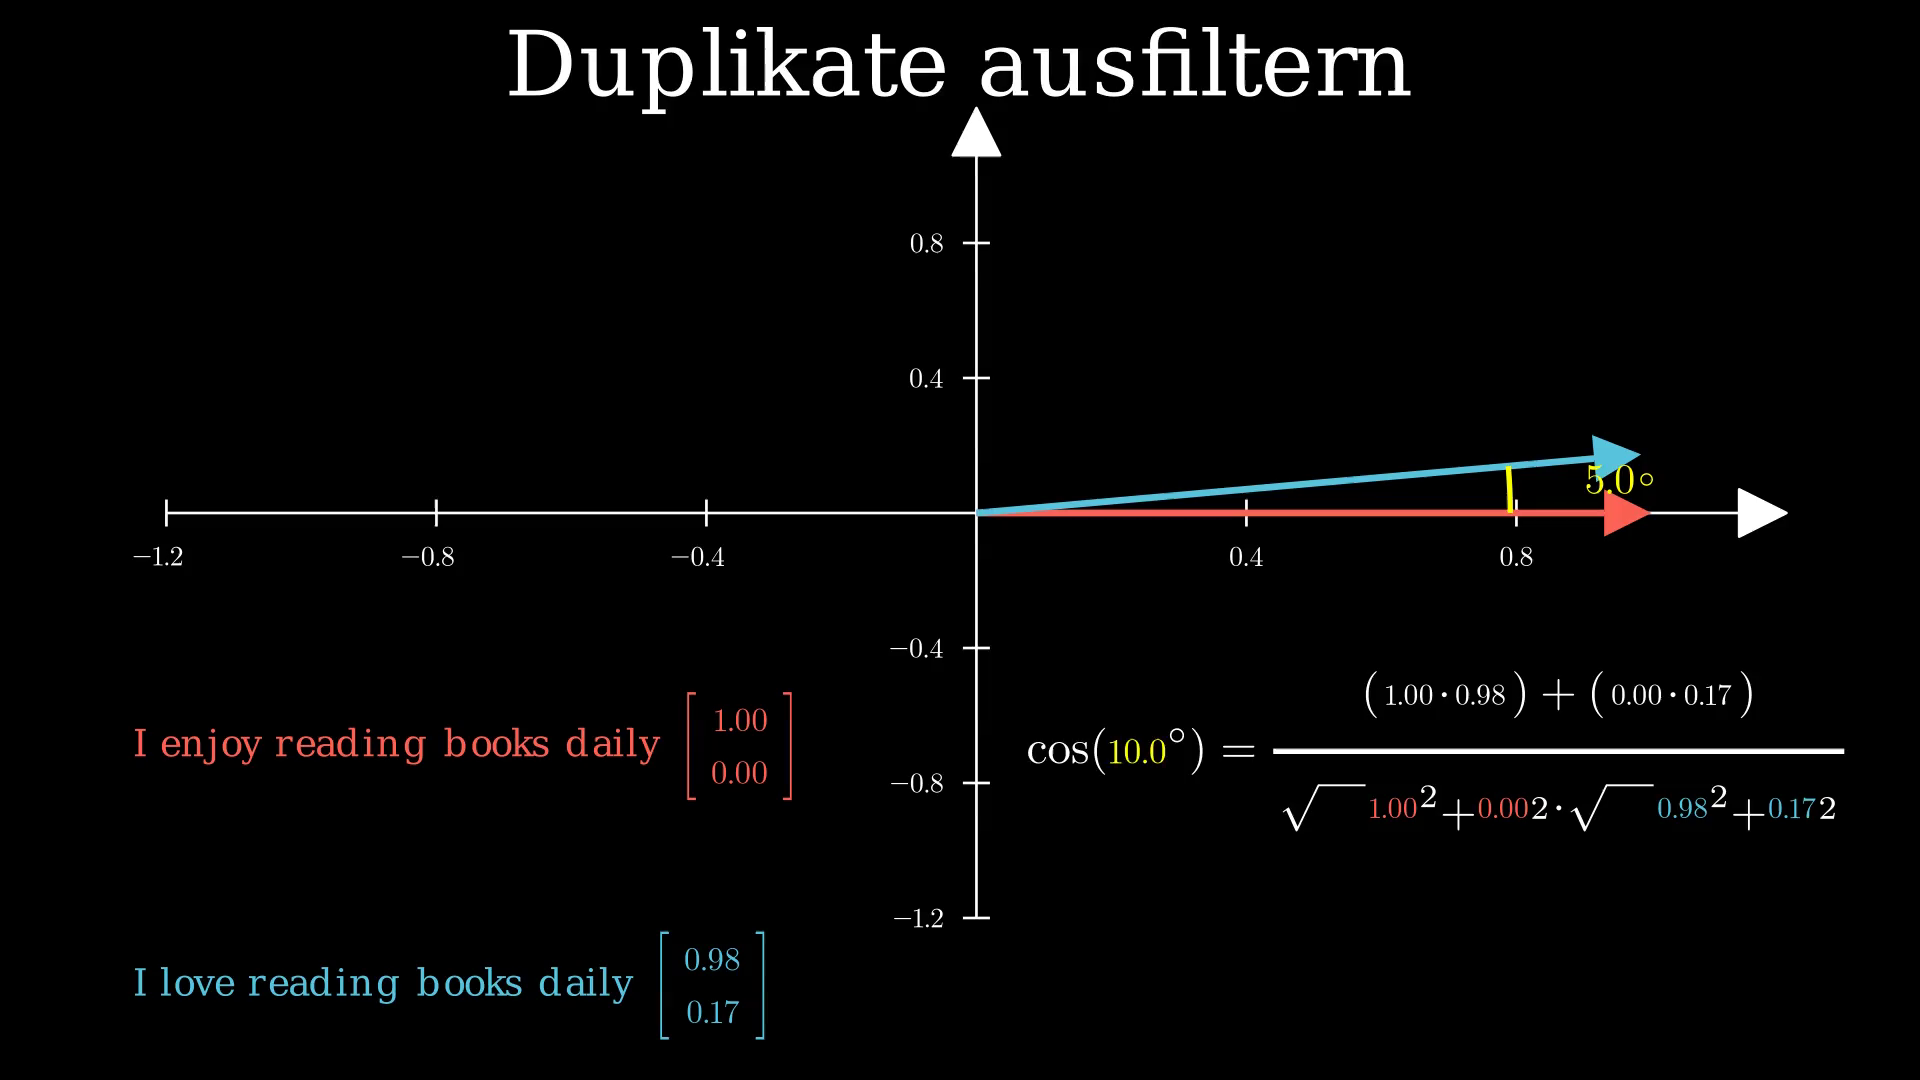 Duplikate ausfiltern
0.8
0.4
5.0°
−1.2 −0.8 −0.4 0.4 0.8
−0.4
−0.8
−1.2
I enjoy reading books daily [1.00 0.00]
cos(10.0°) = (1.00·0.98) + (0.00·0.17)
√ 1.00²+0.002·√ 0.98²+0.172
I love reading books daily [0.98 0.17]